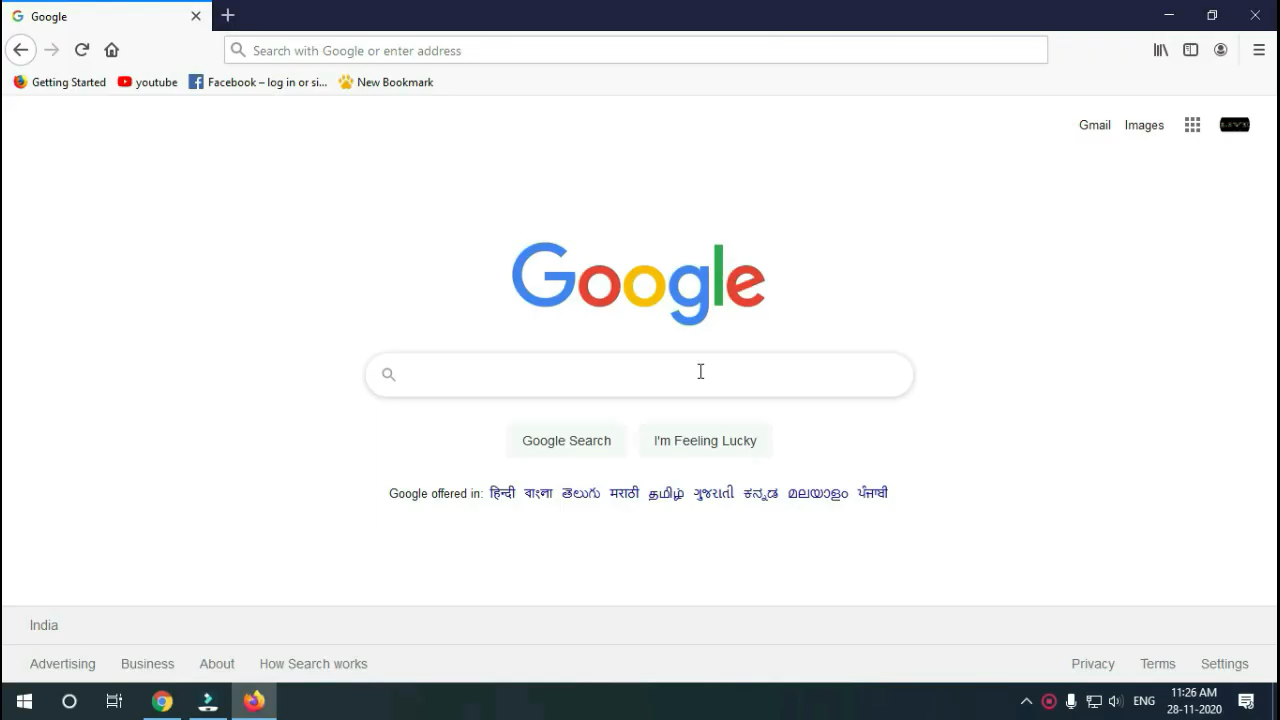 Google
Search with Google or enter address
Getting Started youtube Facebook – log in or si... New Bookmark
Gmail Images
Google
Google Search I'm Feeling Lucky
Google offered in: हिन्दी বাংলা తెలుగు मराठी தமிழ் ગુજરાતી ಕನ್ನಡ മലയാളം ਪੰਜਾਬੀ
India
Advertising Business About How Search works Privacy Terms Settings
ENG 11:26 AM
28-11-2020